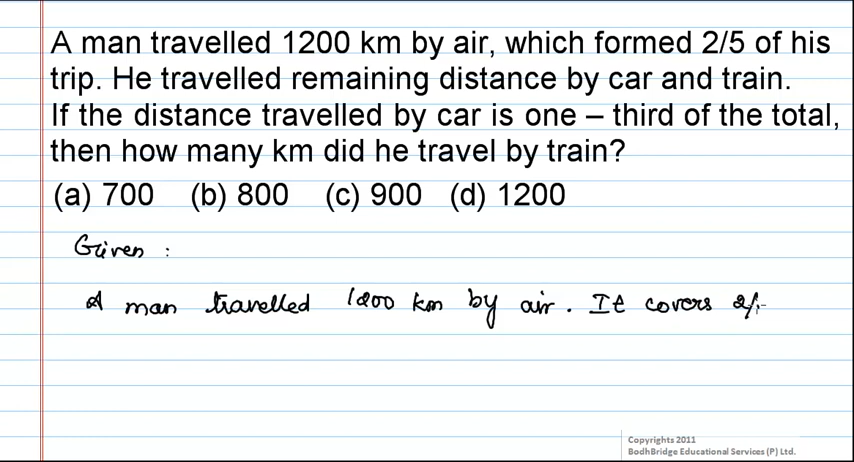 A man travelled 1200 km by air, which formed 2/5 of his
trip. He travelled remaining distance by car and train.
If the distance travelled by car is one – third of the total,
then how many km did he travel by train?
(a) 700 (b) 800 (c) 900 (d) 1200
Given :
A man travelled 1200 km by air. It covers 2/
Copyrights 2011
BodhBridge Educational Services (P) Ltd.